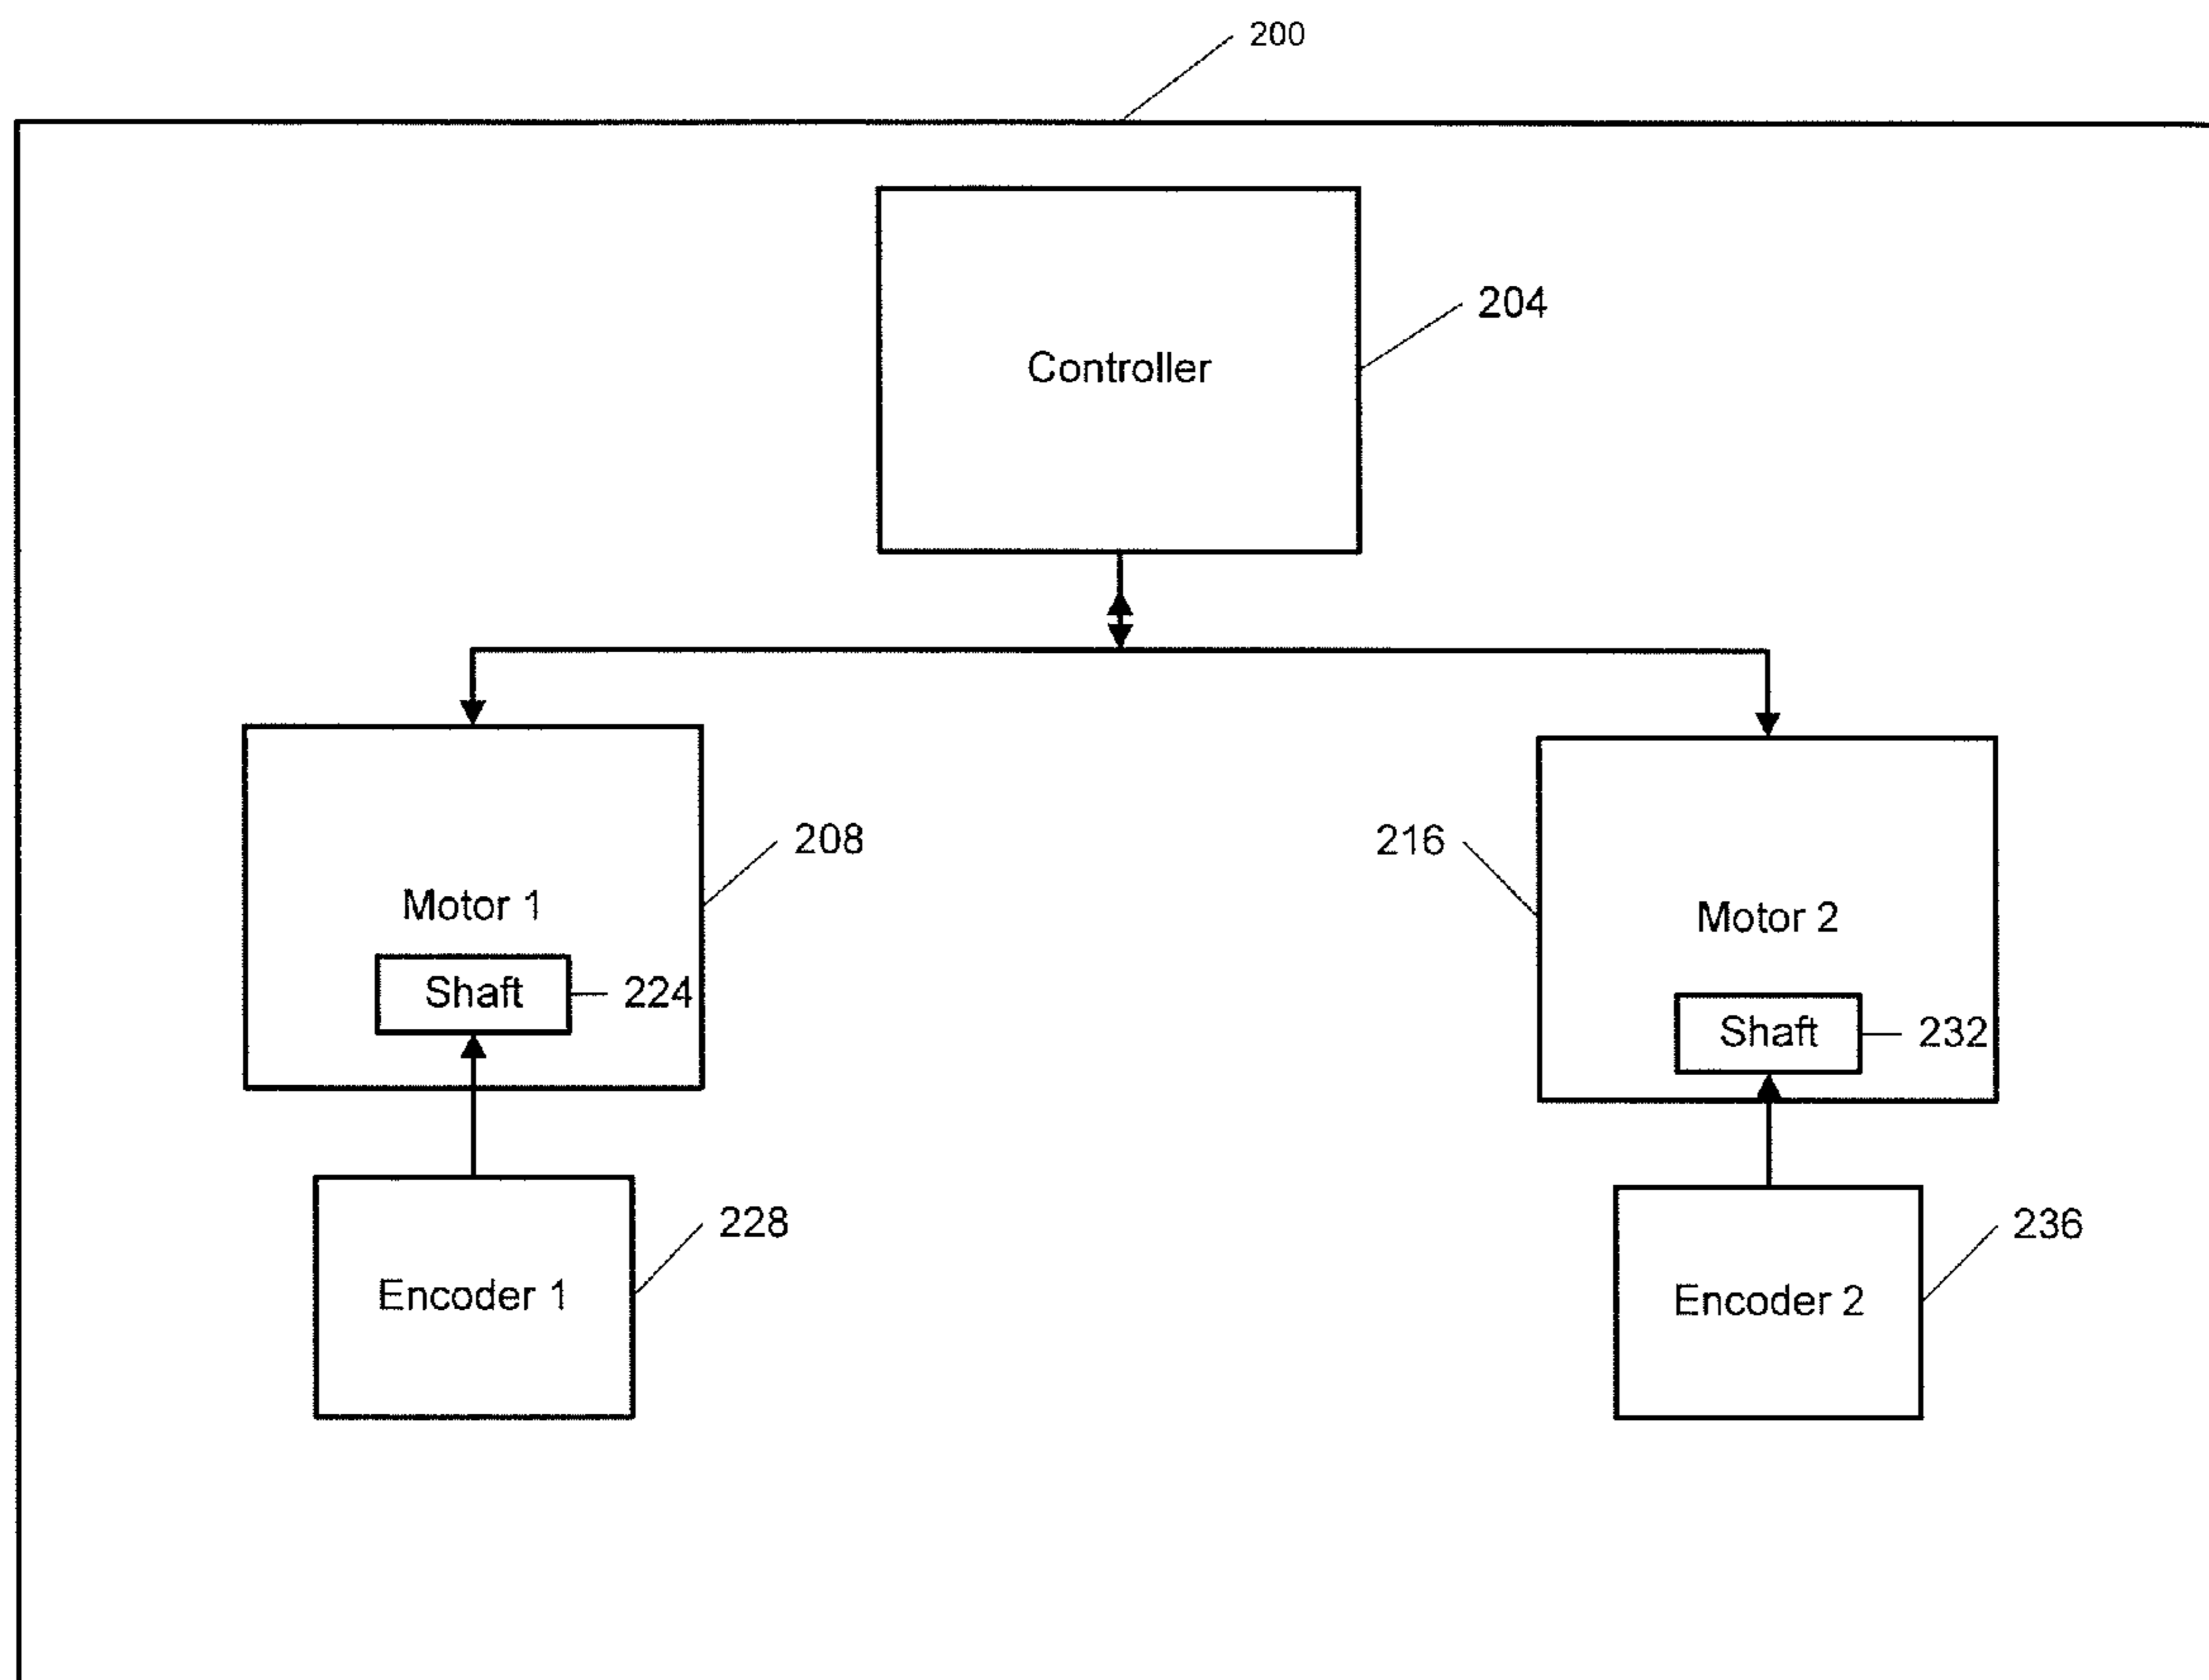 200
Controller
204
Motor 1
208
Shaft
224
216
Motor 2
Shaft
232
Encoder 1
228
Encoder 2
236